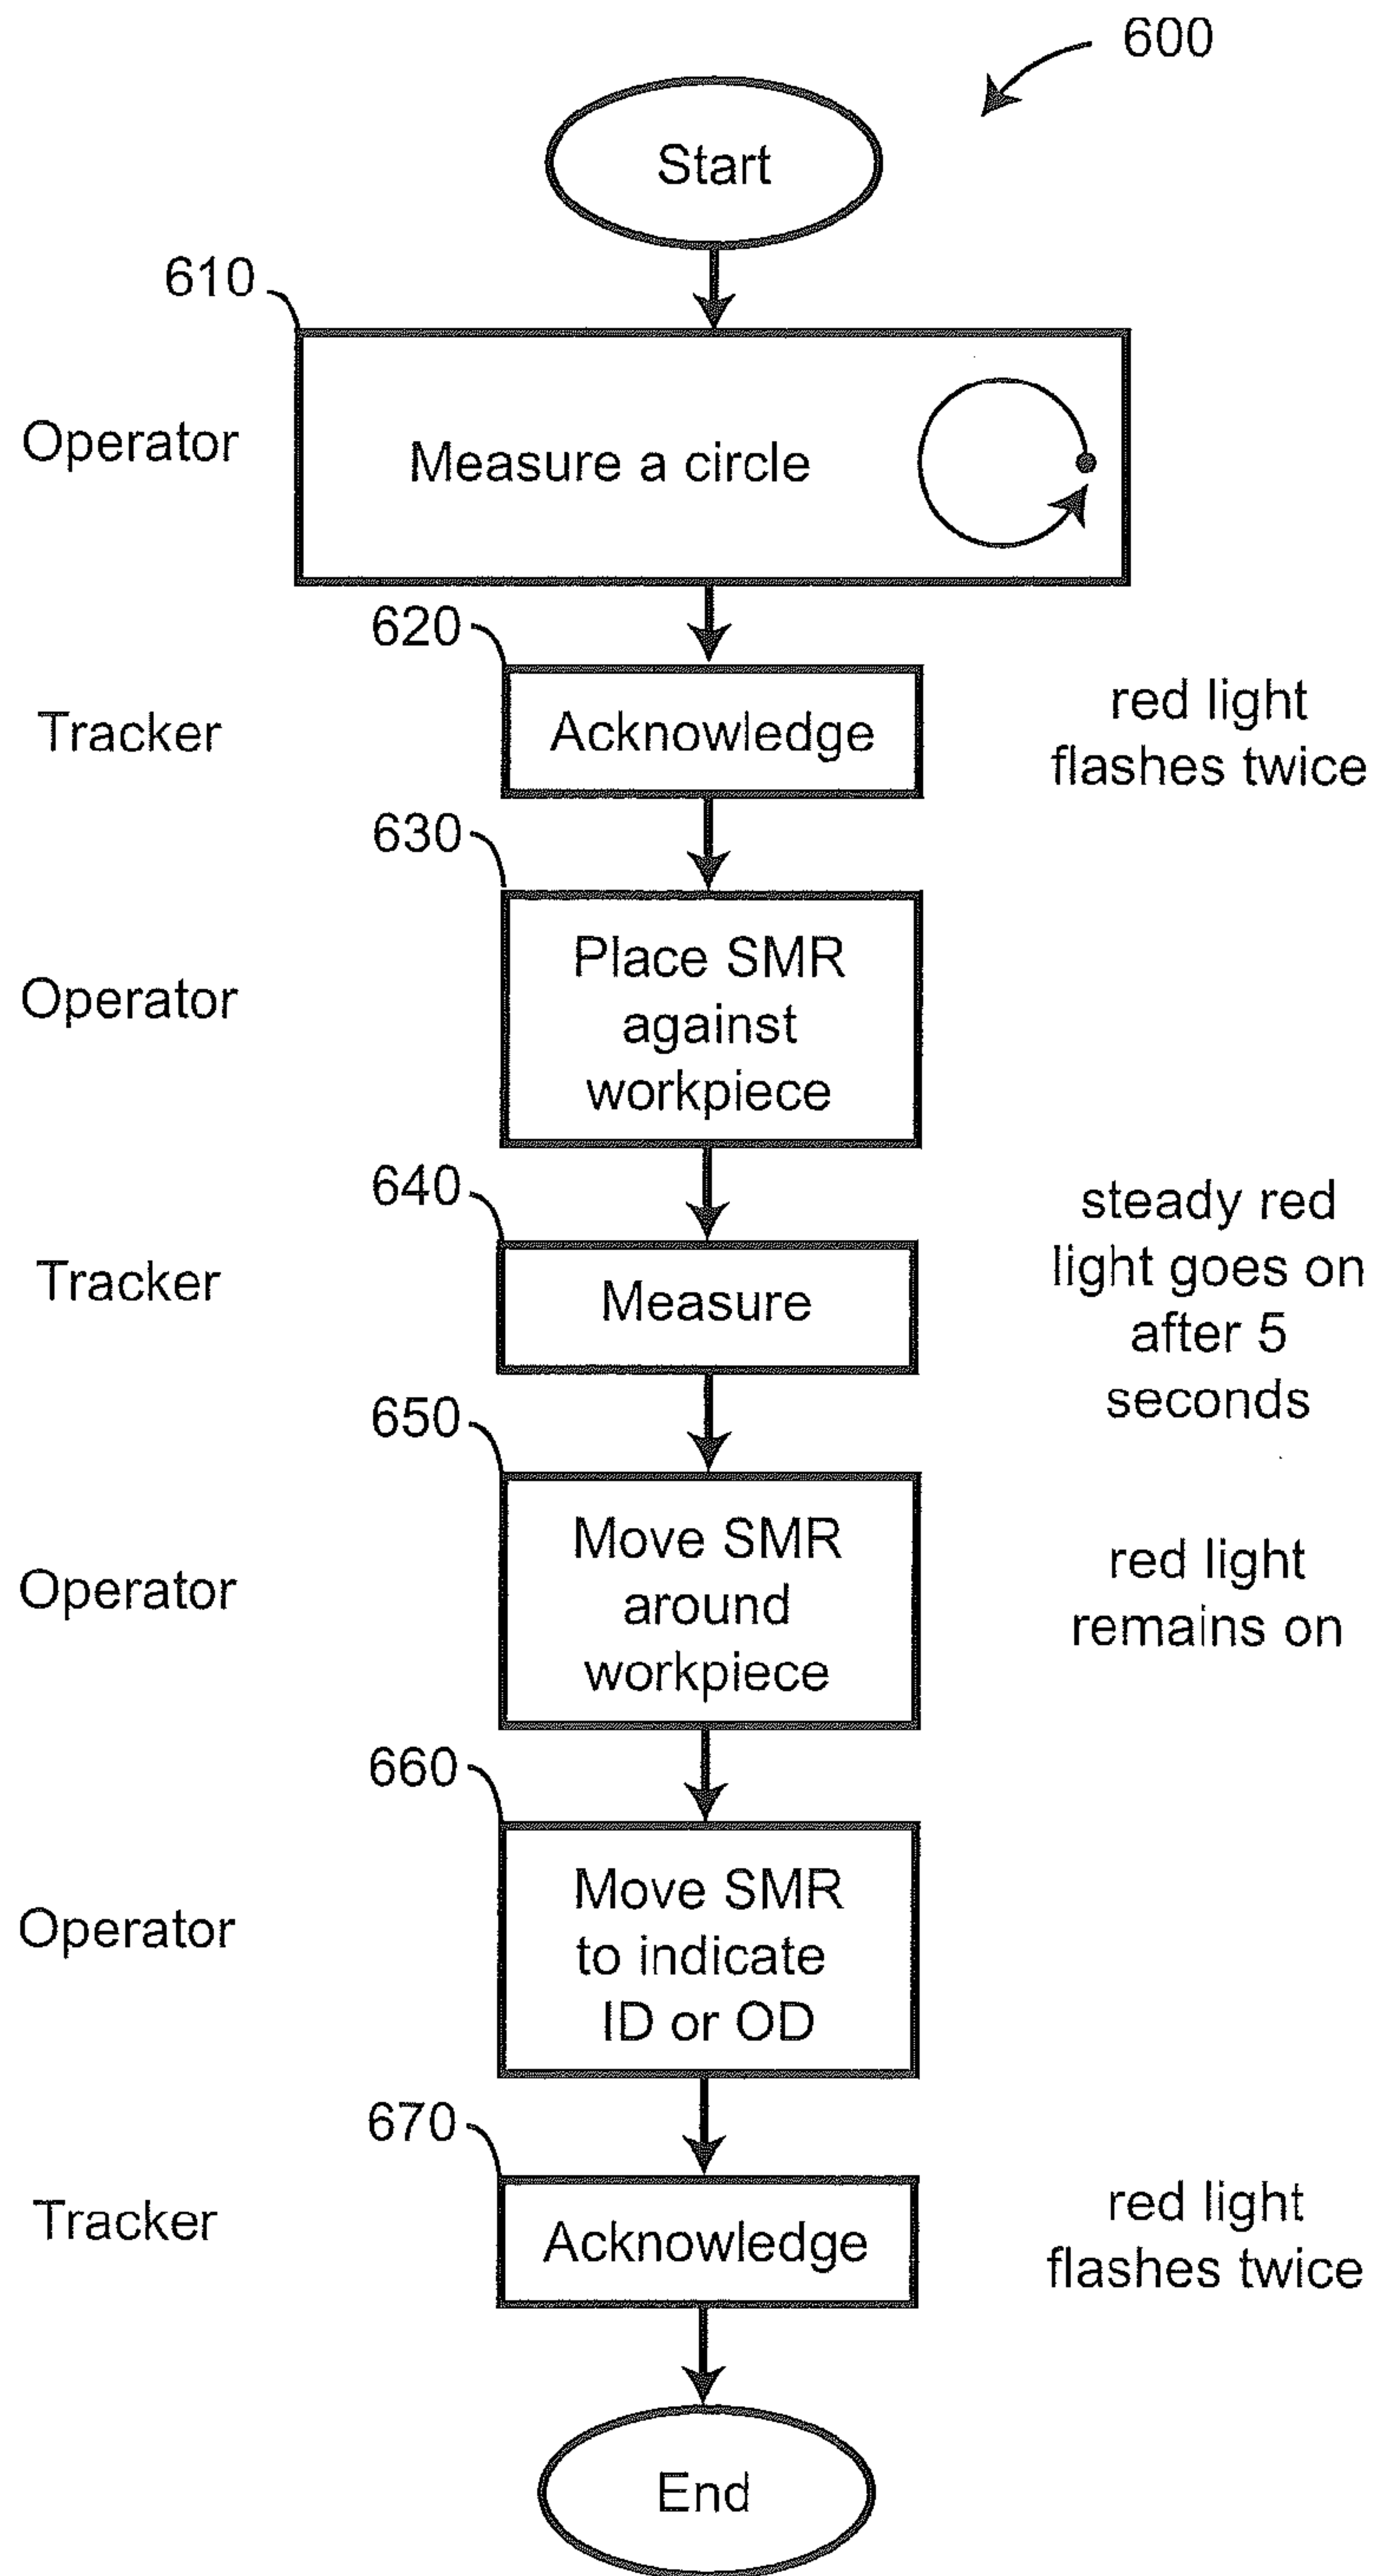 600
Start
610
Operator
Measure a circle
620
Tracker
Acknowledge
red light
flashes twice
630
Operator
Place SMR
against
workpiece
640
Tracker
Measure
steady red
light goes on
after 5
seconds
650
Operator
Move SMR
around
workpiece
red light
remains on
660
Operator
Move SMR
to indicate
ID or OD
670
Tracker
Acknowledge
red light
flashes twice
End